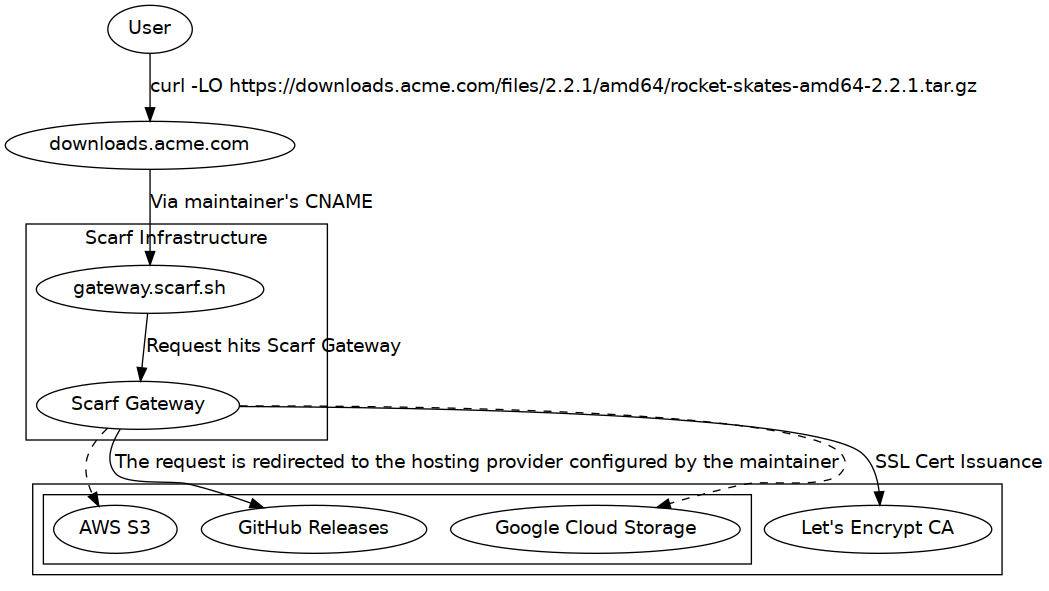 User
curl -LO https://downloads.acme.com/files/2.2.1/amd64/rocket-skates-amd64-2.2.1.tar.gz
downloads.acme.com
Via maintainer's CNAME
Scarf Infrastructure
gateway.scarf.sh
Request hits Scarf Gateway
Scarf Gateway
The request is redirected to the hosting provider configured by the maintainer
SSL Cert Issuance
AWS S3
GitHub Releases
Google Cloud Storage
Let's Encrypt CA